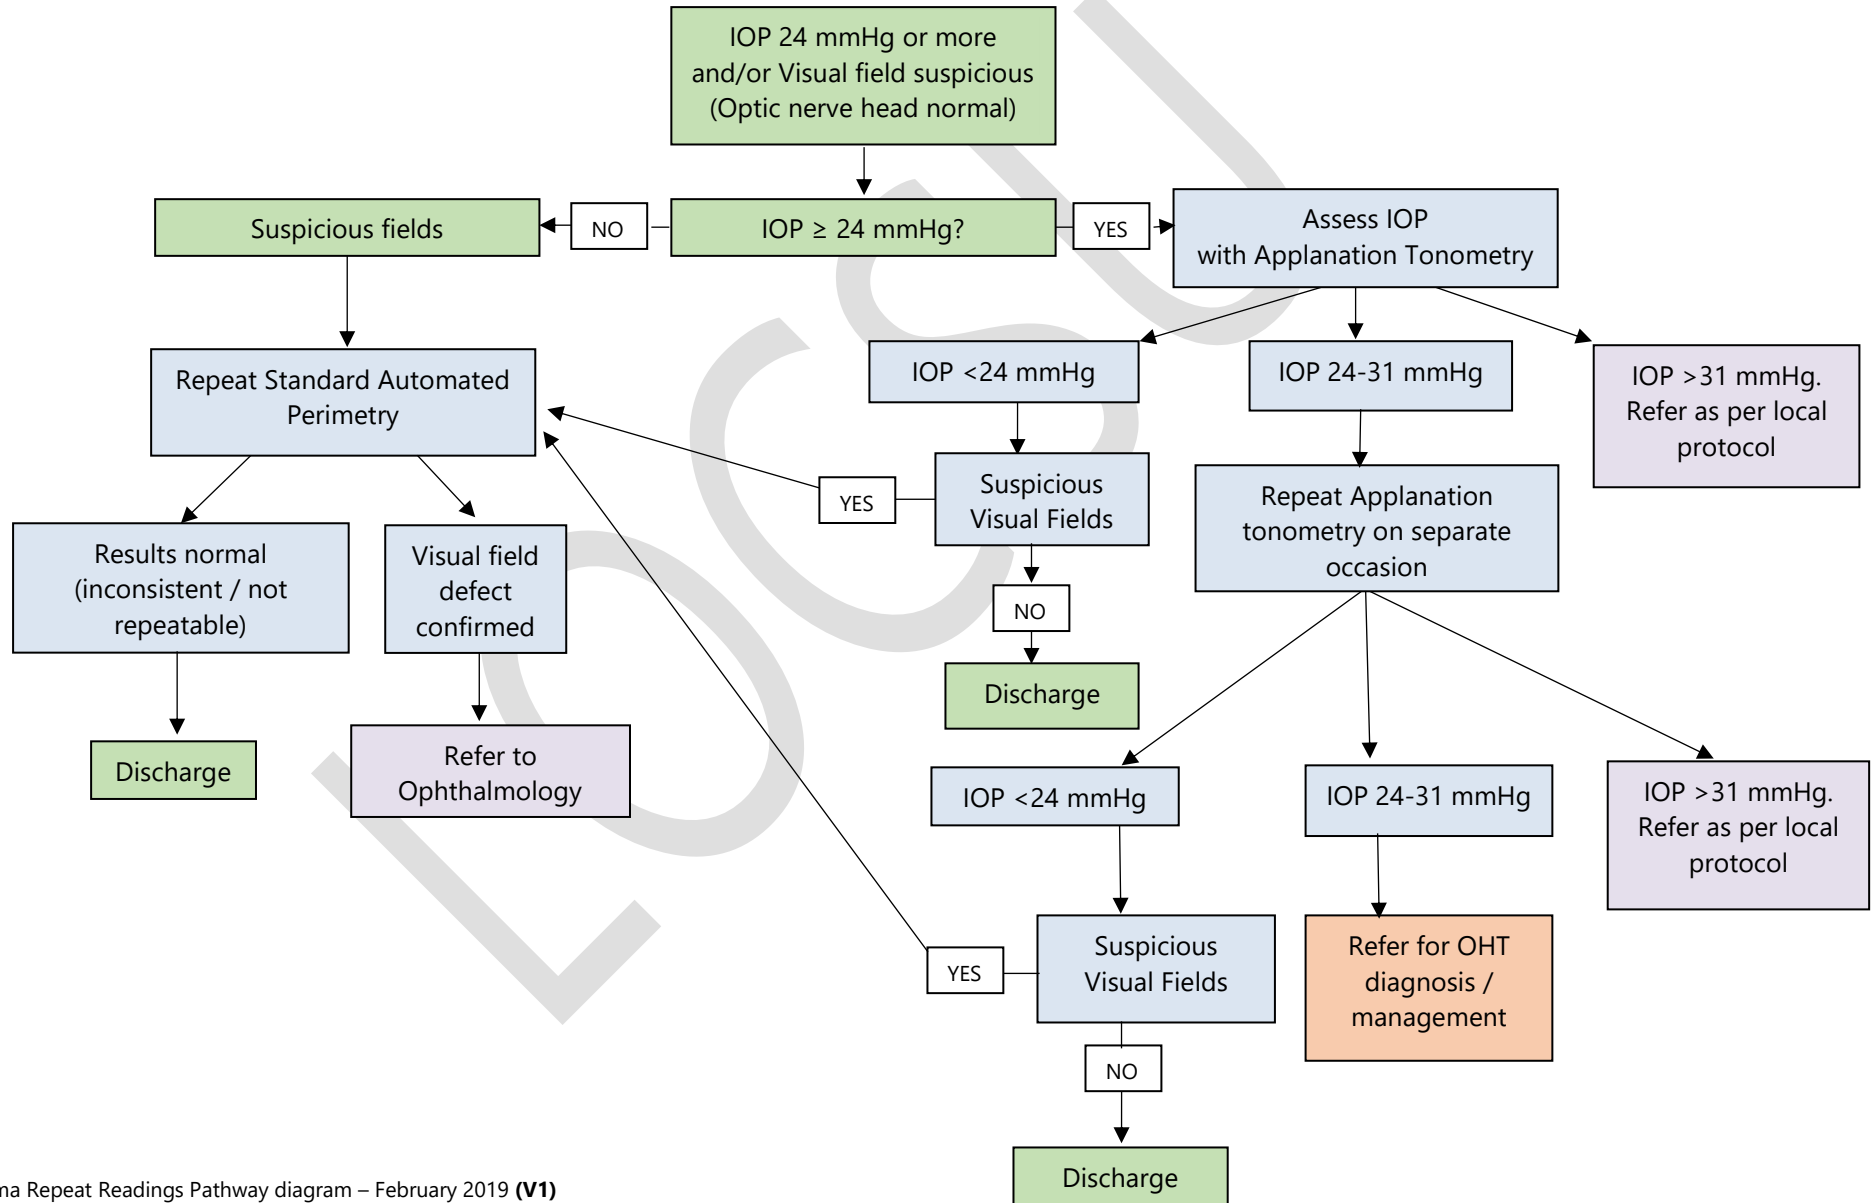 IOP 24 mmHg or more
and/or Visual field suspicious
(Optic nerve head normal)
Suspicious fields
NO
IOP ≥ 24 mmHg?
YES
Assess IOP
with Applanation Tonometry
Repeat Standard Automated
Perimetry
IOP <24 mmHg
IOP 24-31 mmHg
IOP >31 mmHg.
Refer as per local
protocol
YES
Suspicious
Visual Fields
Repeat Applanation
tonometry on separate
occasion
Results normal
(inconsistent / not
repeatable)
Visual field
defect
confirmed
NO
Discharge
Discharge
Refer to
Ophthalmology
IOP <24 mmHg
IOP 24-31 mmHg
IOP >31 mmHg.
Refer as per local
protocol
YES
Suspicious
Visual Fields
Refer for OHT
diagnosis /
management
NO
Discharge
ma Repeat Readings Pathway diagram – February 2019 (V1)
LOCSU